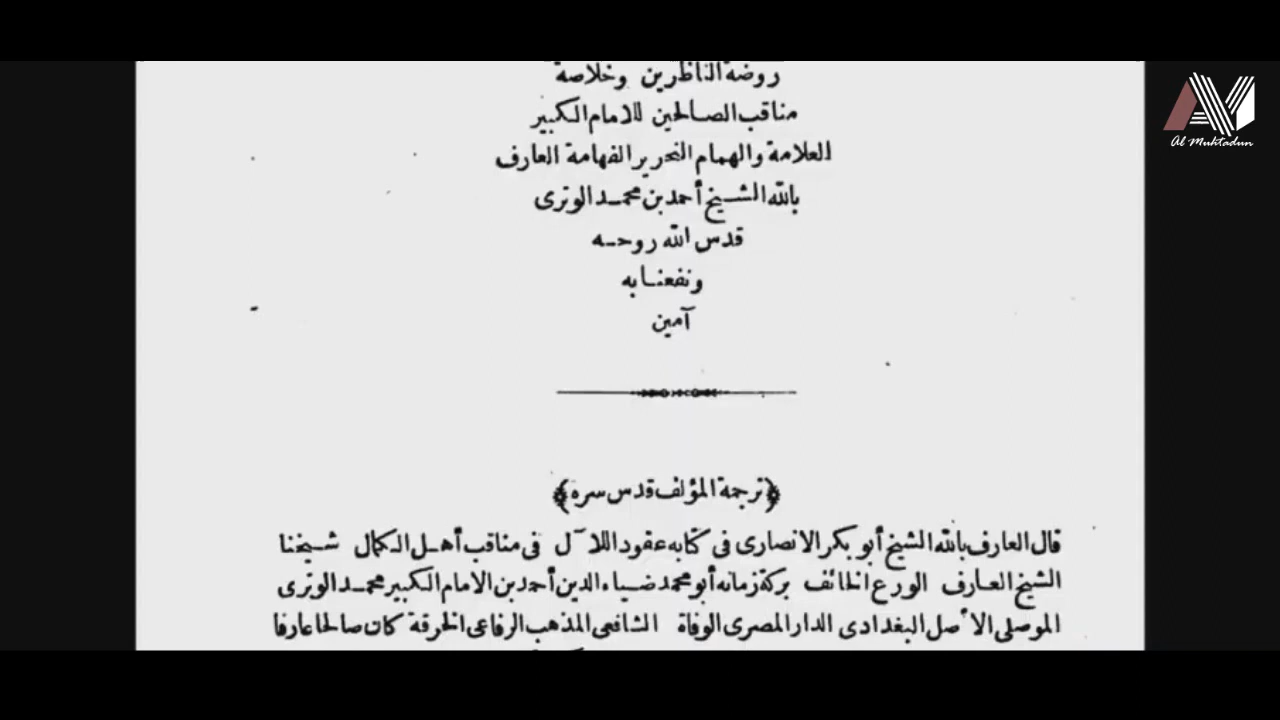 روضة الناظرين وخلاصة
مناقب الصالحين للامام الكبير
العلامة والهمام النحرير الفهامة العارف
بالله الشيخ أحمد بن محمد الوترى
قدس الله روحه
ونفعنا به
آمين
﴿ترجمة المؤلف قدس سره﴾
قال العارف بالله الشيخ أبو بكر الانصارى فى كتابه عقود اللآل فى مناقب أهل الكمال شيخنا
الشيخ العارف الورع الخائف بركة زمانه أبو محمد ضياء الدين أحمد بن الامام الكبير محمد الوترى
الموصلى الأصل البغدادى الدار المصرى الوفاة الشافعى المذهب الرفاعى الخرقة كان صالحا عارفا
AM
Al Muhtadun